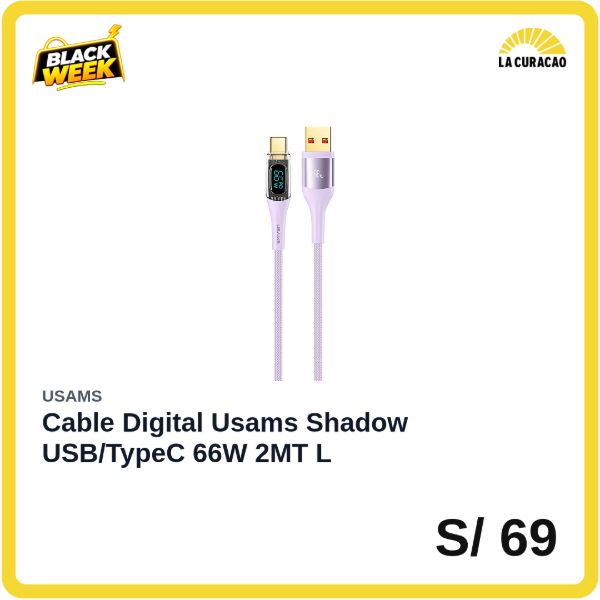 BLACK
WEEK
LA CURACAO
USAMS
Cable Digital Usams Shadow
USB/TypeC 66W 2MT L
S/ 69